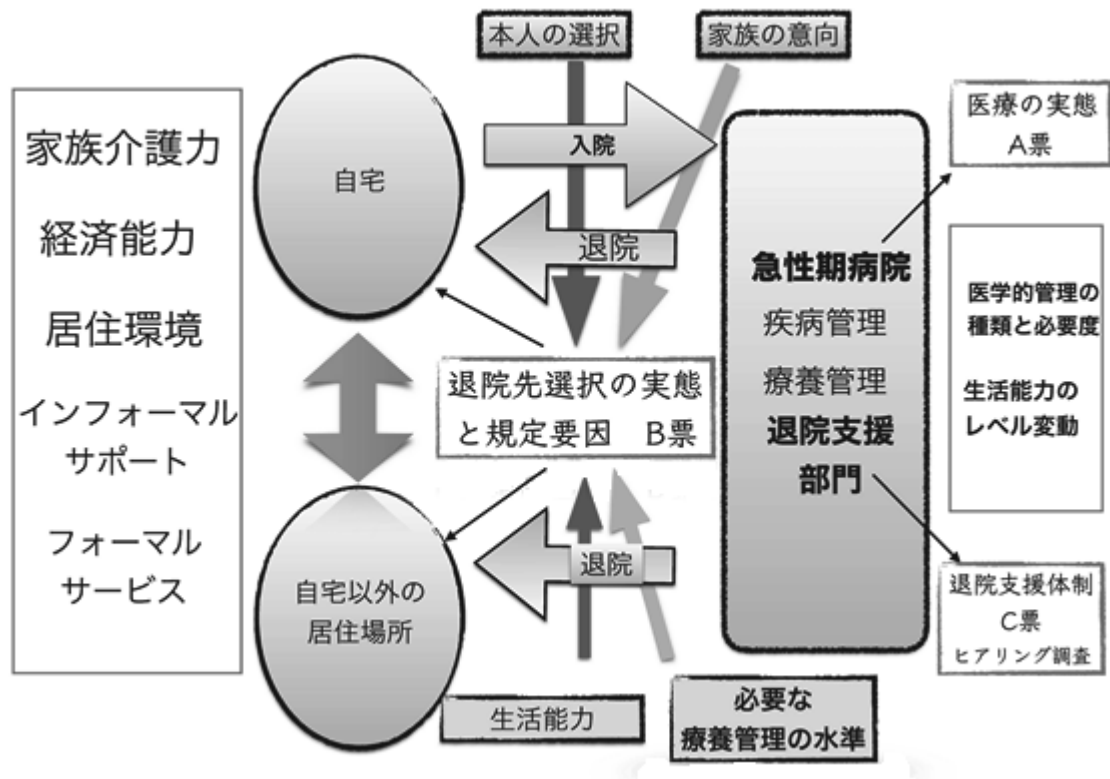 本人の選択
家族の意向
家族介護力
経済能力
居住環境
インフォーマル
サポート
フォーマル
サービス
自宅
入院
退院
退院先選択の実態
と規定要因　B票
自宅以外の
居住場所
退院
生活能力
必要な
療養管理の水準
急性期病院
疾病管理
療養管理
退院支援
部門
医療の実態
A票
医学的管理の
種類と必要度
生活能力の
レベル変動
退院支援体制
C票
ヒアリング調査